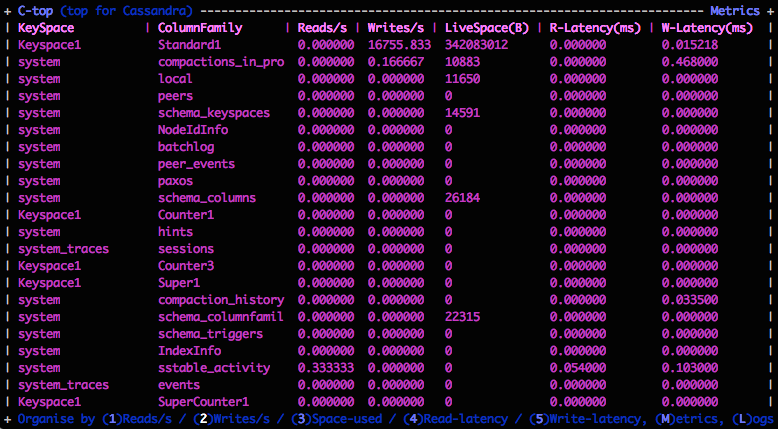 + C-top (top for Cassandra) ---------------------------------------------------------------------- Metrics +
| KeySpace | ColumnFamily | Reads/s | Writes/s | LiveSpace(B) | R-Latency(ms) | W-Latency(ms) |
| Keyspace1 Standard1 0.000000 16755.833 342083012 0.000000 0.015218 |
| system compactions_in_pro 0.000000 0.166667 10883 0.000000 0.468000 |
| system local 0.000000 0.000000 11650 0.000000 0.000000 |
| system peers 0.000000 0.000000 0 0.000000 0.000000 |
| system schema_keyspaces 0.000000 0.000000 14591 0.000000 0.000000 |
| system NodeIdInfo 0.000000 0.000000 0 0.000000 0.000000 |
| system batchlog 0.000000 0.000000 0 0.000000 0.000000 |
| system peer_events 0.000000 0.000000 0 0.000000 0.000000 |
| system paxos 0.000000 0.000000 0 0.000000 0.000000 |
| system schema_columns 0.000000 0.000000 26184 0.000000 0.000000 |
| Keyspace1 Counter1 0.000000 0.000000 0 0.000000 0.000000 |
| system hints 0.000000 0.000000 0 0.000000 0.000000 |
| system_traces sessions 0.000000 0.000000 0 0.000000 0.000000 |
| Keyspace1 Counter3 0.000000 0.000000 0 0.000000 0.000000 |
| Keyspace1 Super1 0.000000 0.000000 0 0.000000 0.000000 |
| system compaction_history 0.000000 0.000000 0 0.000000 0.033500 |
| system schema_columnfamil 0.000000 0.000000 22315 0.000000 0.000000 |
| system schema_triggers 0.000000 0.000000 0 0.000000 0.000000 |
| system IndexInfo 0.000000 0.000000 0 0.000000 0.000000 |
| system sstable_activity 0.333333 0.000000 0 0.054000 0.103000 |
| system_traces events 0.000000 0.000000 0 0.000000 0.000000 |
| Keyspace1 SuperCounter1 0.000000 0.000000 0 0.000000 0.000000 |
+ Organise by (1)Reads/s / (2)Writes/s / (3)Space-used / (4)Read-latency / (5)Write-latency, (M)etrics, (L)ogs